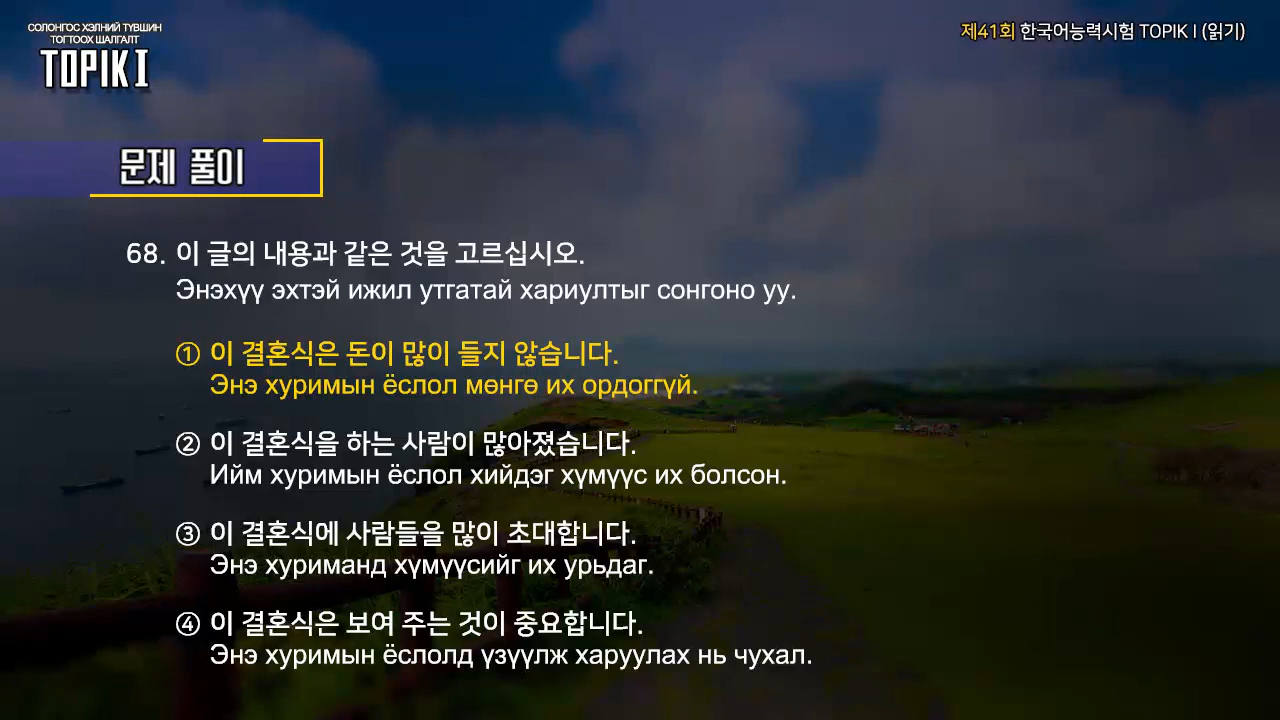 СОЛОНГОС ХЭЛНИЙ ТҮВШИН
ТОГТООХ ШАЛГАЛТ
TOPIK I
제41회 한국어능력시험 TOPIK I (읽기)
문제 풀이
68. 이 글의 내용과 같은 것을 고르십시오.
Энэхүү эхтэй ижил утгатай хариултыг сонгоно уу.
① 이 결혼식은 돈이 많이 들지 않습니다.
Энэ хуримын ёслол мөнгө их ордоггүй.
② 이 결혼식을 하는 사람이 많아졌습니다.
Ийм хуримын ёслол хийдэг хүмүүс их болсон.
③ 이 결혼식에 사람들을 많이 초대합니다.
Энэ хуриманд хүмүүсийг их урьдаг.
④ 이 결혼식은 보여 주는 것이 중요합니다.
Энэ хуримын ёслолд үзүүлж харуулах нь чухал.